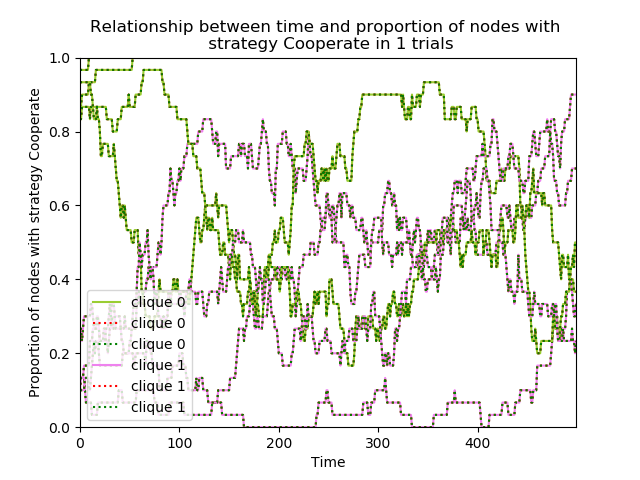 Relationship between time and proportion of nodes with
strategy Cooperate in 1 trials
Proportion of nodes with strategy Cooperate
1.0
0.8
0.6
0.4
0.2
0.0
clique 0
clique 0
clique 0
clique 1
clique 1
clique 1
0 100 200 300 400
Time